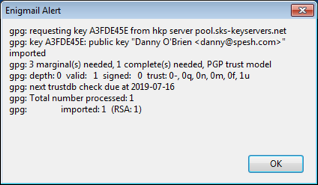 Enigmail Alert
gpg: requesting key A3FDE45E from hkp server pool.sks-keyservers.net
gpg: key A3FDE45E: public key "Danny O'Brien <danny@spesh.com>"
imported
gpg: 3 marginal(s) needed, 1 complete(s) needed, PGP trust model
gpg: depth: 0 valid: 1 signed: 0 trust: 0-, 0q, 0n, 0m, 0f, 1u
gpg: next trustdb check due at 2019-07-16
gpg: Total number processed: 1
gpg: imported: 1 (RSA: 1)
OK